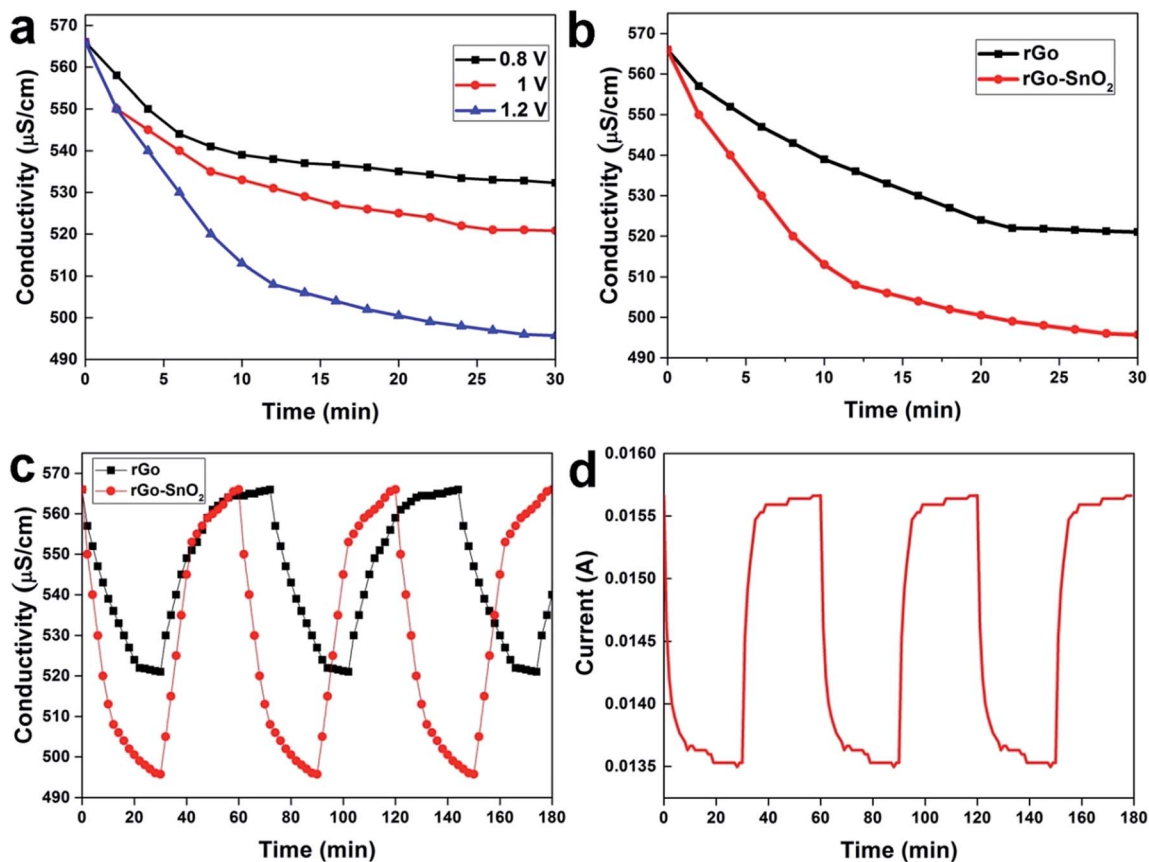 a
570
560
550
540
530
520
510
500
490
Conductivity (μS/cm)
0.8 V
1 V
1.2 V
0 5 10 15 20 25 30
Time (min)
b
570
560
550
540
530
520
510
500
490
Conductivity (μS/cm)
rGo
rGo-SnO₂
0 5 10 15 20 25 30
Time (min)
c
570
560
550
540
530
520
510
500
490
Conductivity (μS/cm)
rGo
rGo-SnO₂
0 20 40 60 80 100 120 140 160 180
Time (min)
d
0.0160
0.0155
0.0150
0.0145
0.0140
0.0135
Current (A)
0 20 40 60 80 100 120 140 160 180
Time (min)